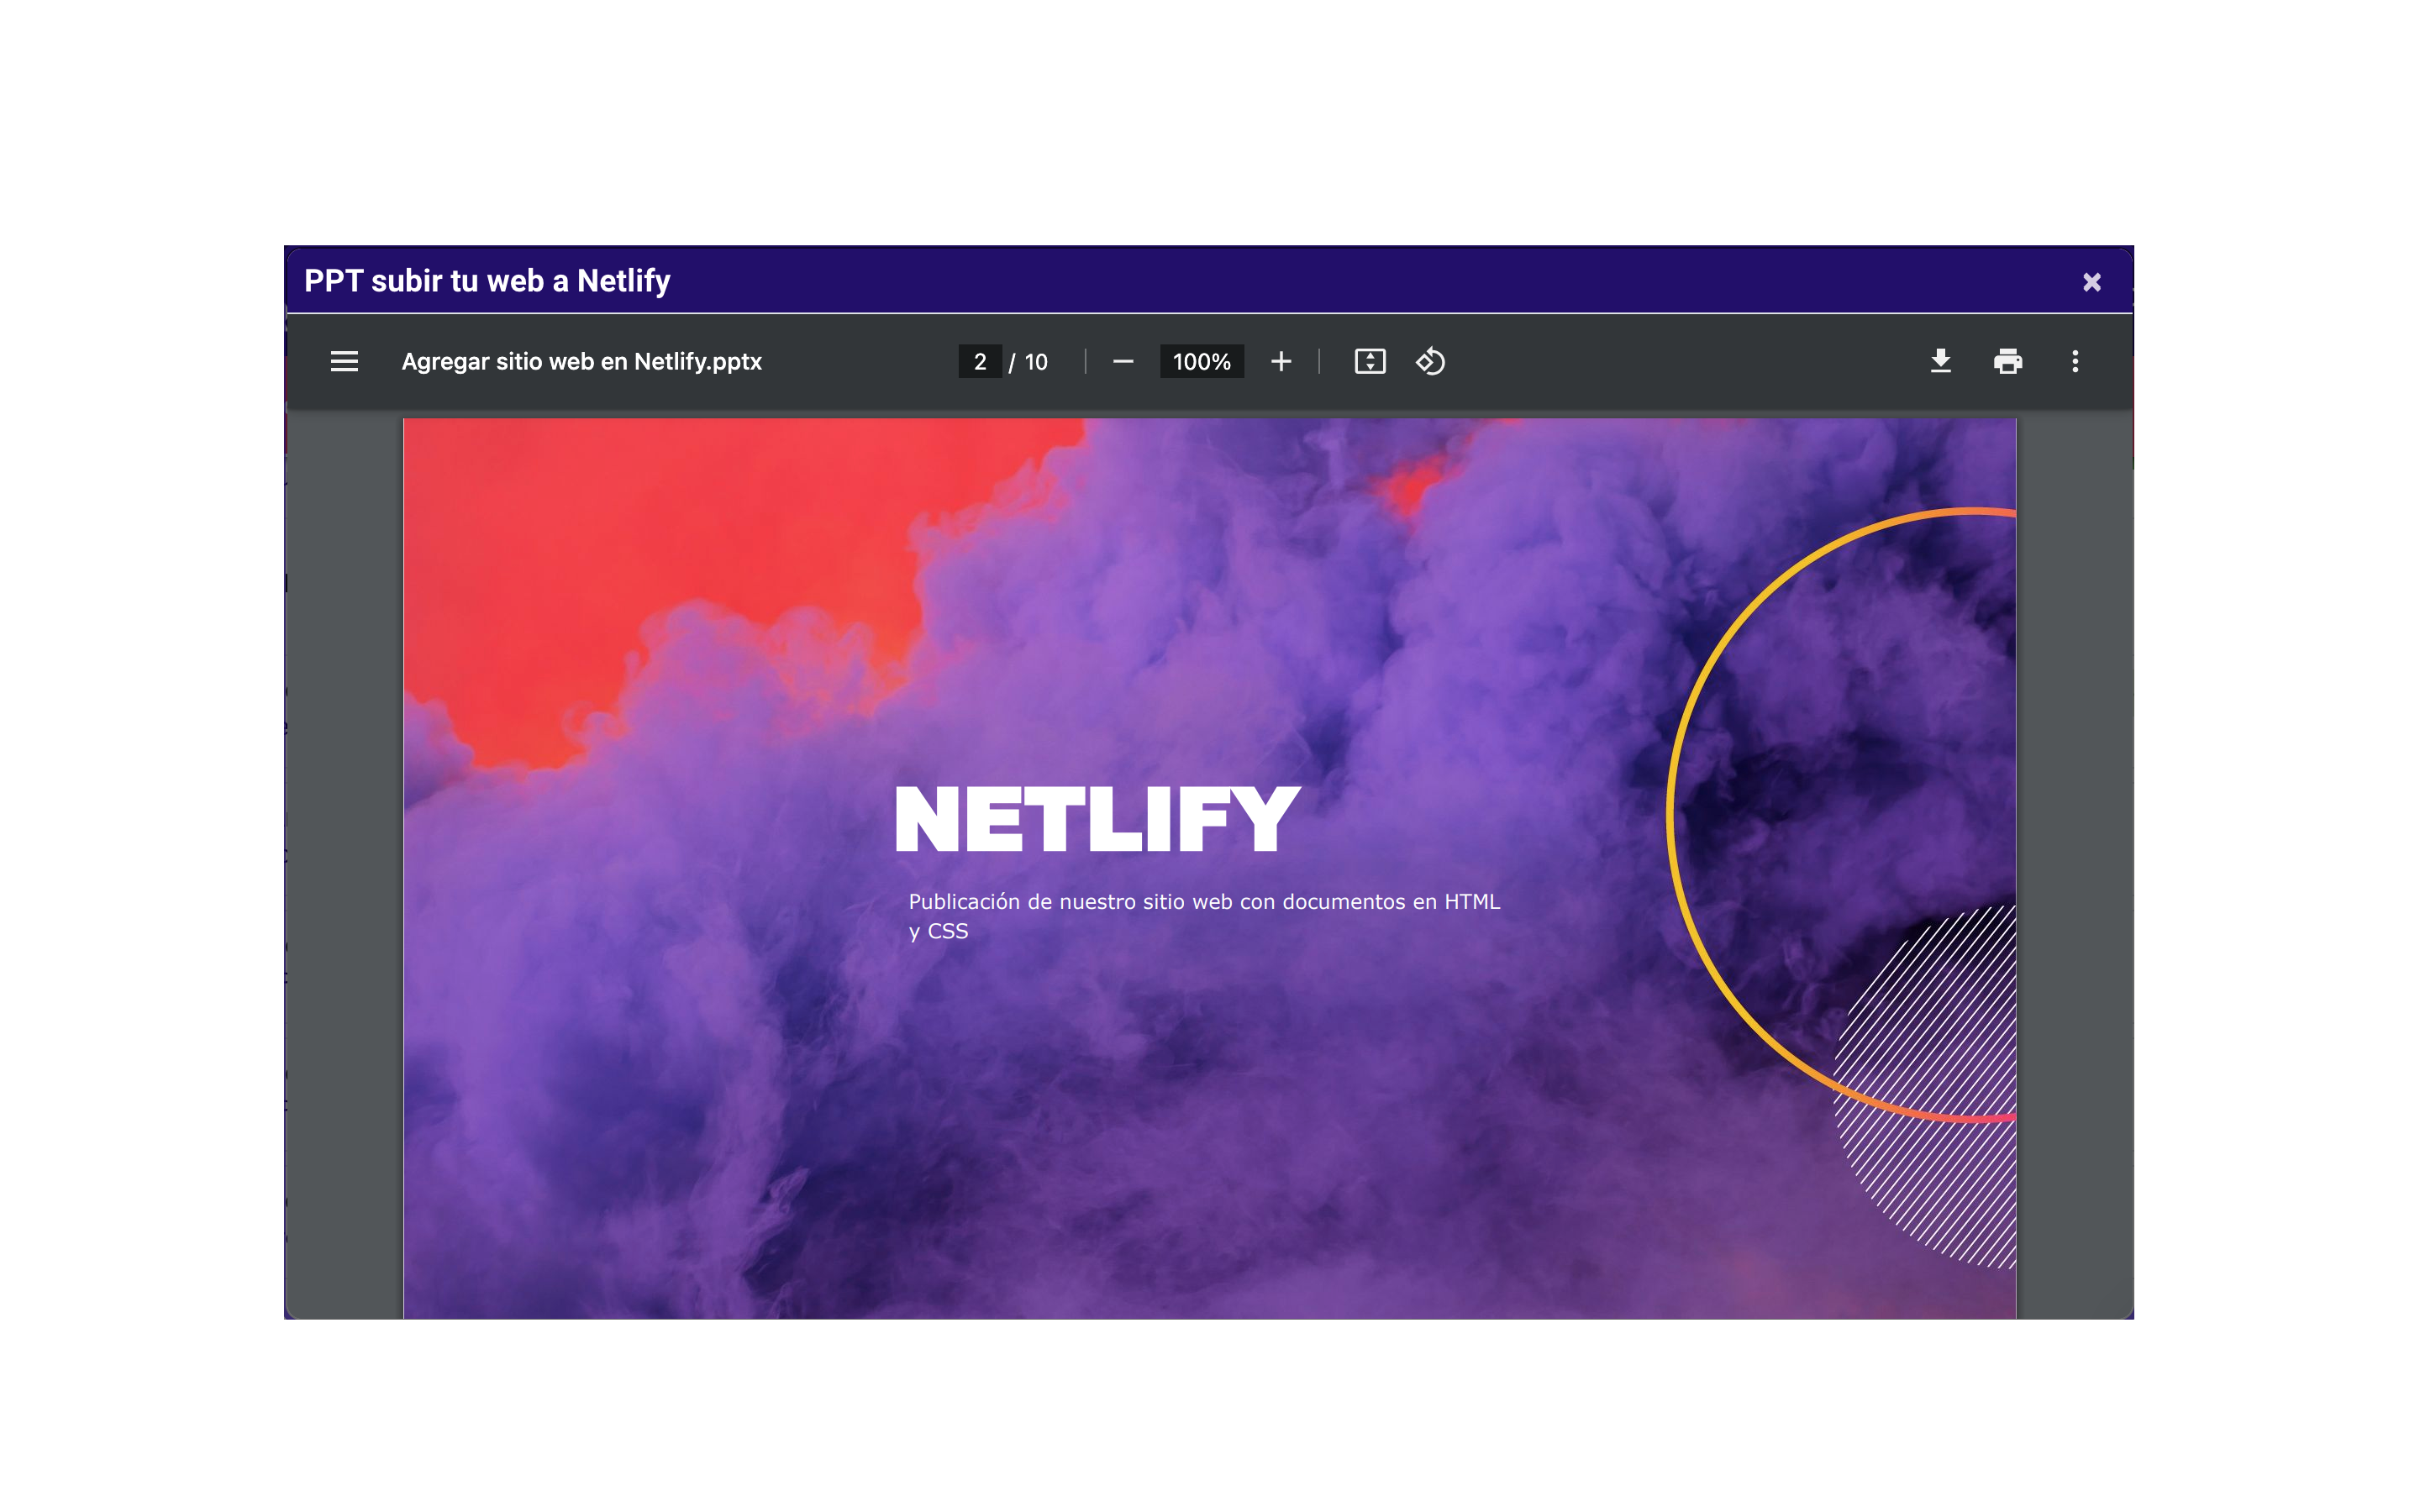 PPT subir tu web a Netlify
Agregar sitio web en Netlify.pptx
2 / 10
100%
NETLIFY
Publicación de nuestro sitio web con documentos en HTML
y CSS